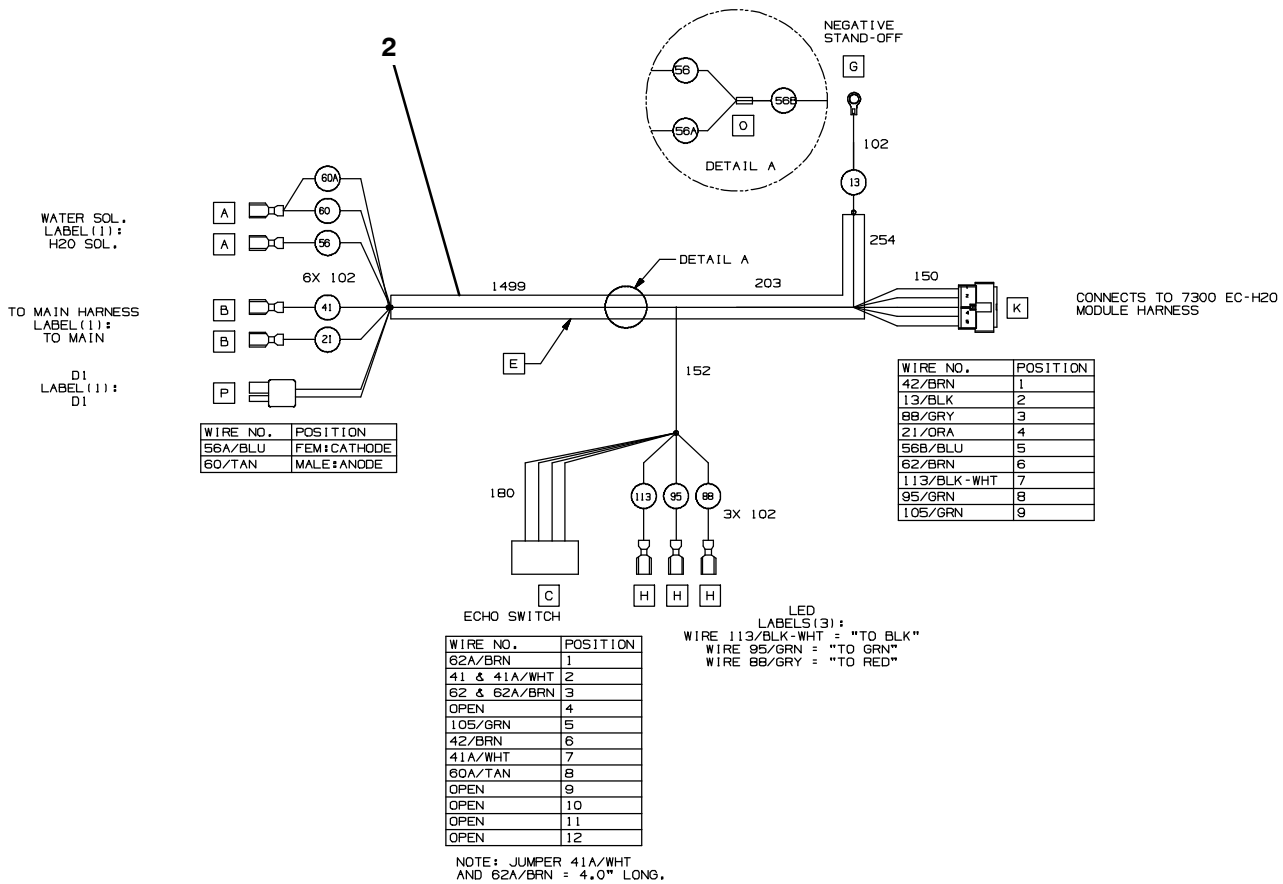 2
NEGATIVE
STAND-OFF
G
56
56B
56A
O
DETAIL A
102
13
254
60A
WATER SOL.
LABEL(1):
H2O SOL.
A
60
A
56
6X 102
1499
DETAIL A
203
150
TO MAIN HARNESS
LABEL(1):
TO MAIN
B
41
B
21
E
2
4
K
CONNECTS TO 7300 EC-H2O
MODULE HARNESS
D1
LABEL(1):
D1
P
152
WIRE NO. POSITION
56A/BLU FEM:CATHODE
60/TAN MALE:ANODE
WIRE NO. POSITION
42/BRN 1
13/BLK 2
88/GRY 3
21/ORA 4
56B/BLU 5
62/BRN 6
113/BLK-WHT 7
95/GRN 8
105/GRN 9
180
113
95
88
3X 102
C
H
H
H
ECHO SWITCH
LED
LABELS(3):
WIRE 113/BLK-WHT = "TO BLK"
WIRE 95/GRN = "TO GRN"
WIRE 88/GRY = "TO RED"
WIRE NO. POSITION
62A/BRN 1
41 & 41A/WHT 2
62 & 62A/BRN 3
OPEN 4
105/GRN 5
42/BRN 6
41A/WHT 7
60A/TAN 8
OPEN 9
OPEN 10
OPEN 11
OPEN 12
NOTE: JUMPER 41A/WHT
AND 62A/BRN = 4.0" LONG.